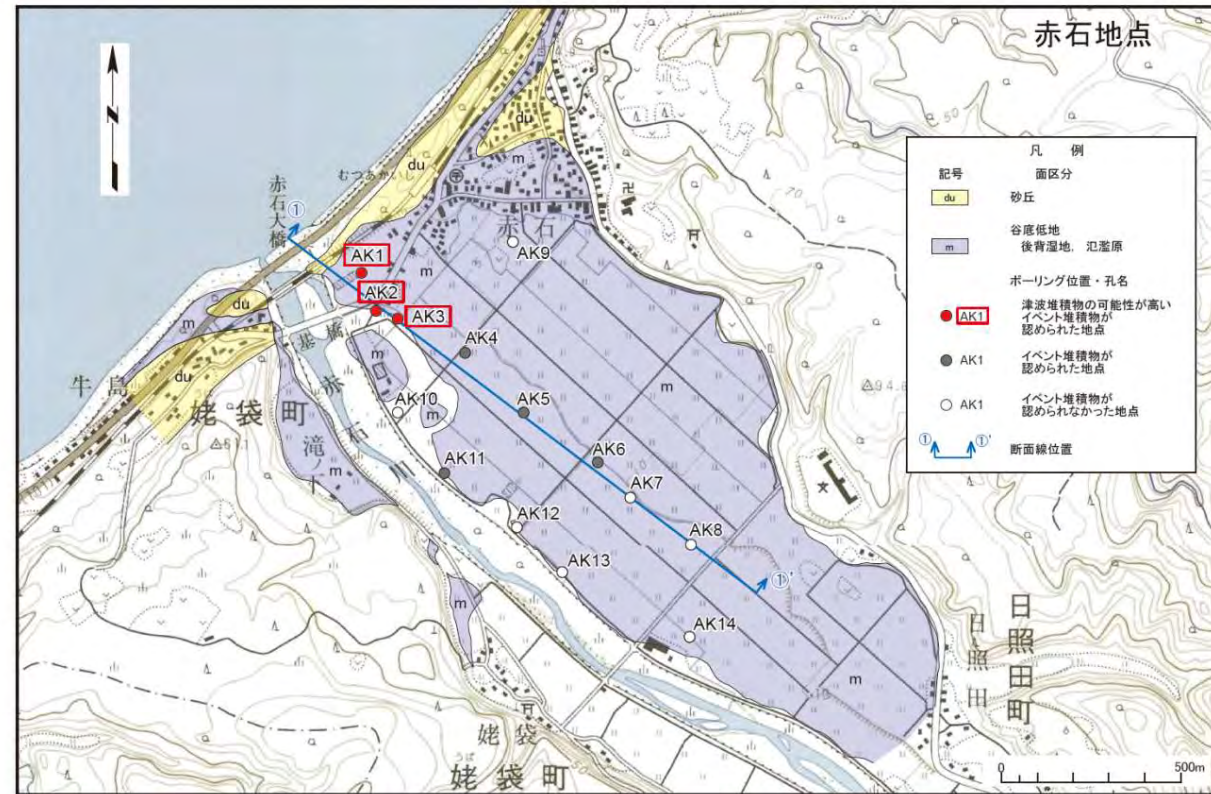 赤石地点
N
du
m
むつあかいし
赤石大橋
①
赤石
AK9
AK1
AK2
AK3
AK4
AK5
AK6
AK7
AK8
AK10
AK11
AK12
AK13
AK14
m
m
m
m
du
du
du
m
m
m
m
基橋
赤石川
牛島
姥袋町
滝ノ下
姥袋
うば
姥袋町
50
50
70
日照田
日照田町
①'
凡 例
記号 面区分
du 砂丘
谷底低地
m 後背湿地,氾濫原
ボーリング位置・孔名
AK1 津波堆積物の可能性が高い
イベント堆積物が
認められた地点
AK1 イベント堆積物が
認められた地点
AK1 イベント堆積物が
認められなかった地点
① ①' 断面線位置
0 500m